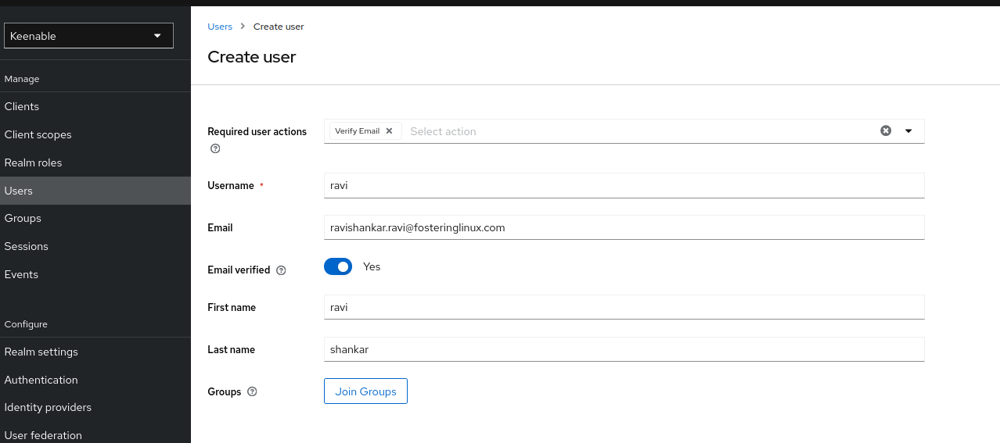 Keenable
Manage
Clients
Client scopes
Realm roles
Users
Groups
Sessions
Events
Configure
Realm settings
Authentication
Identity providers
User federation
Users > Create user
Create user
Required user actions Verify Email × Select action
Username * ravi
Email ravishankar.ravi@fosteringlinux.com
Email verified Yes
First name ravi
Last name shankar
Groups Join Groups